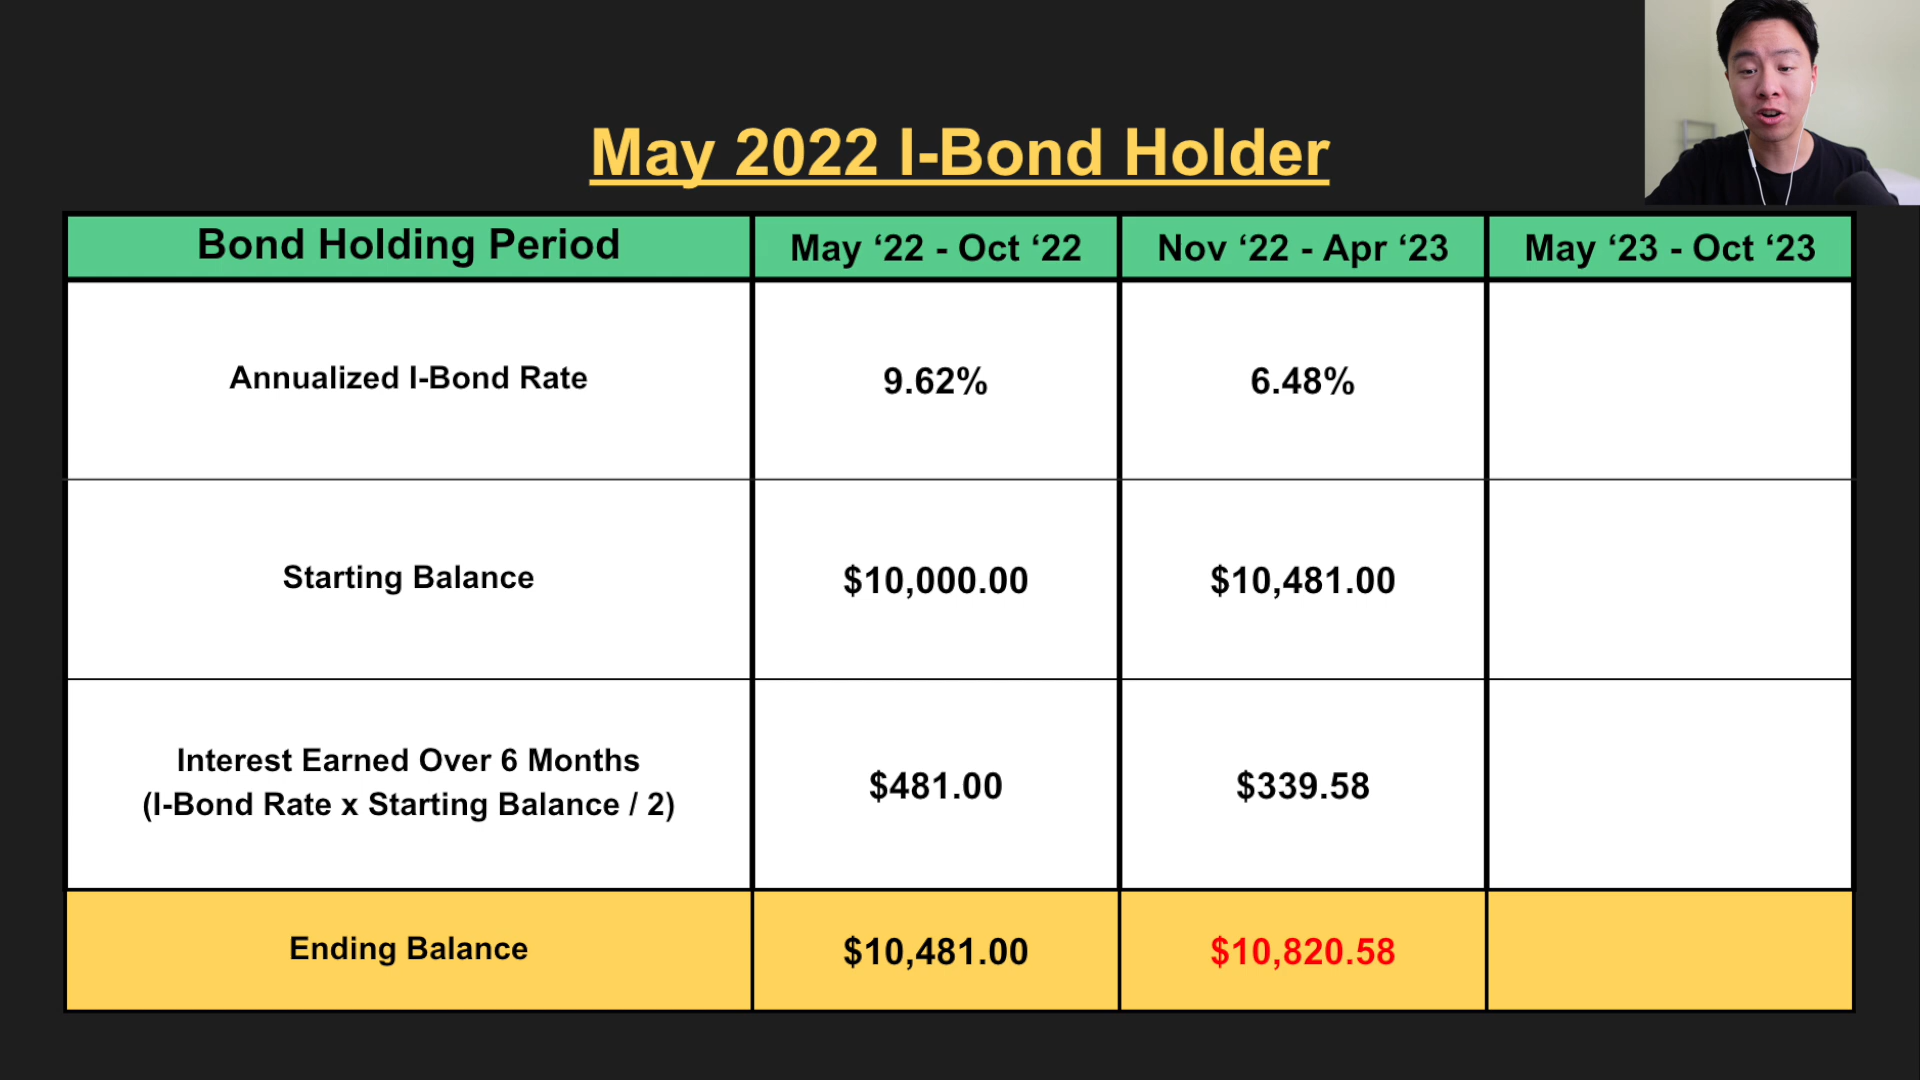 May 2022 I-Bond Holder
Bond Holding Period
May ‘22 - Oct ‘22
Nov ‘22 - Apr ‘23
May ‘23 - Oct ‘23
Annualized I-Bond Rate
9.62%
6.48%
Starting Balance
$10,000.00
$10,481.00
Interest Earned Over 6 Months
(I-Bond Rate x Starting Balance / 2)
$481.00
$339.58
Ending Balance
$10,481.00
$10,820.58